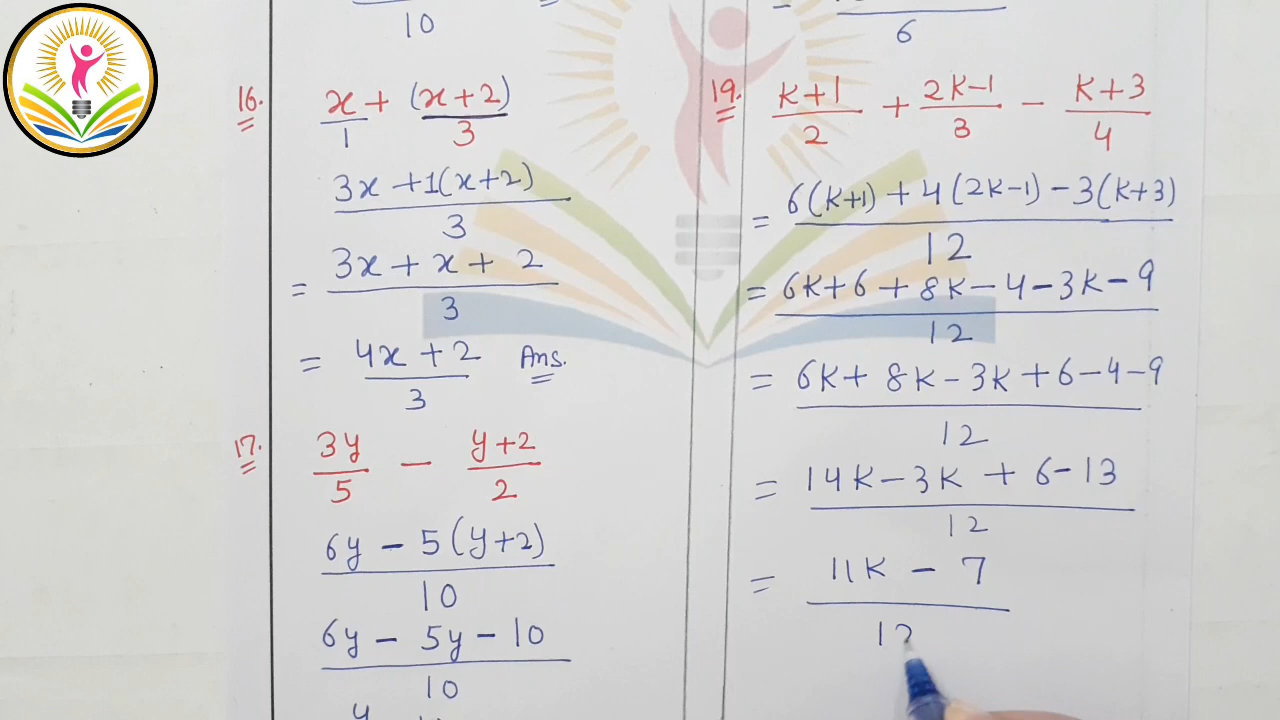 10 =
16. x/1 + (x+2)/3
3x + 1(x+2)/3
= 3x + x + 2/3
= 4x + 2/3 Ans.
17. 3y/5 - y+2/2
6y - 5(y+2)/10
6y - 5y - 10/10
6
19. k+1/2 + 2k-1/3 - k+3/4
= 6(k+1) + 4(2k-1) - 3(k+3)/12
= 6k+6 + 8k-4-3k-9/12
= 6k + 8k - 3k + 6-4-9/12
= 14k-3k + 6-13/12
= 11k - 7/12